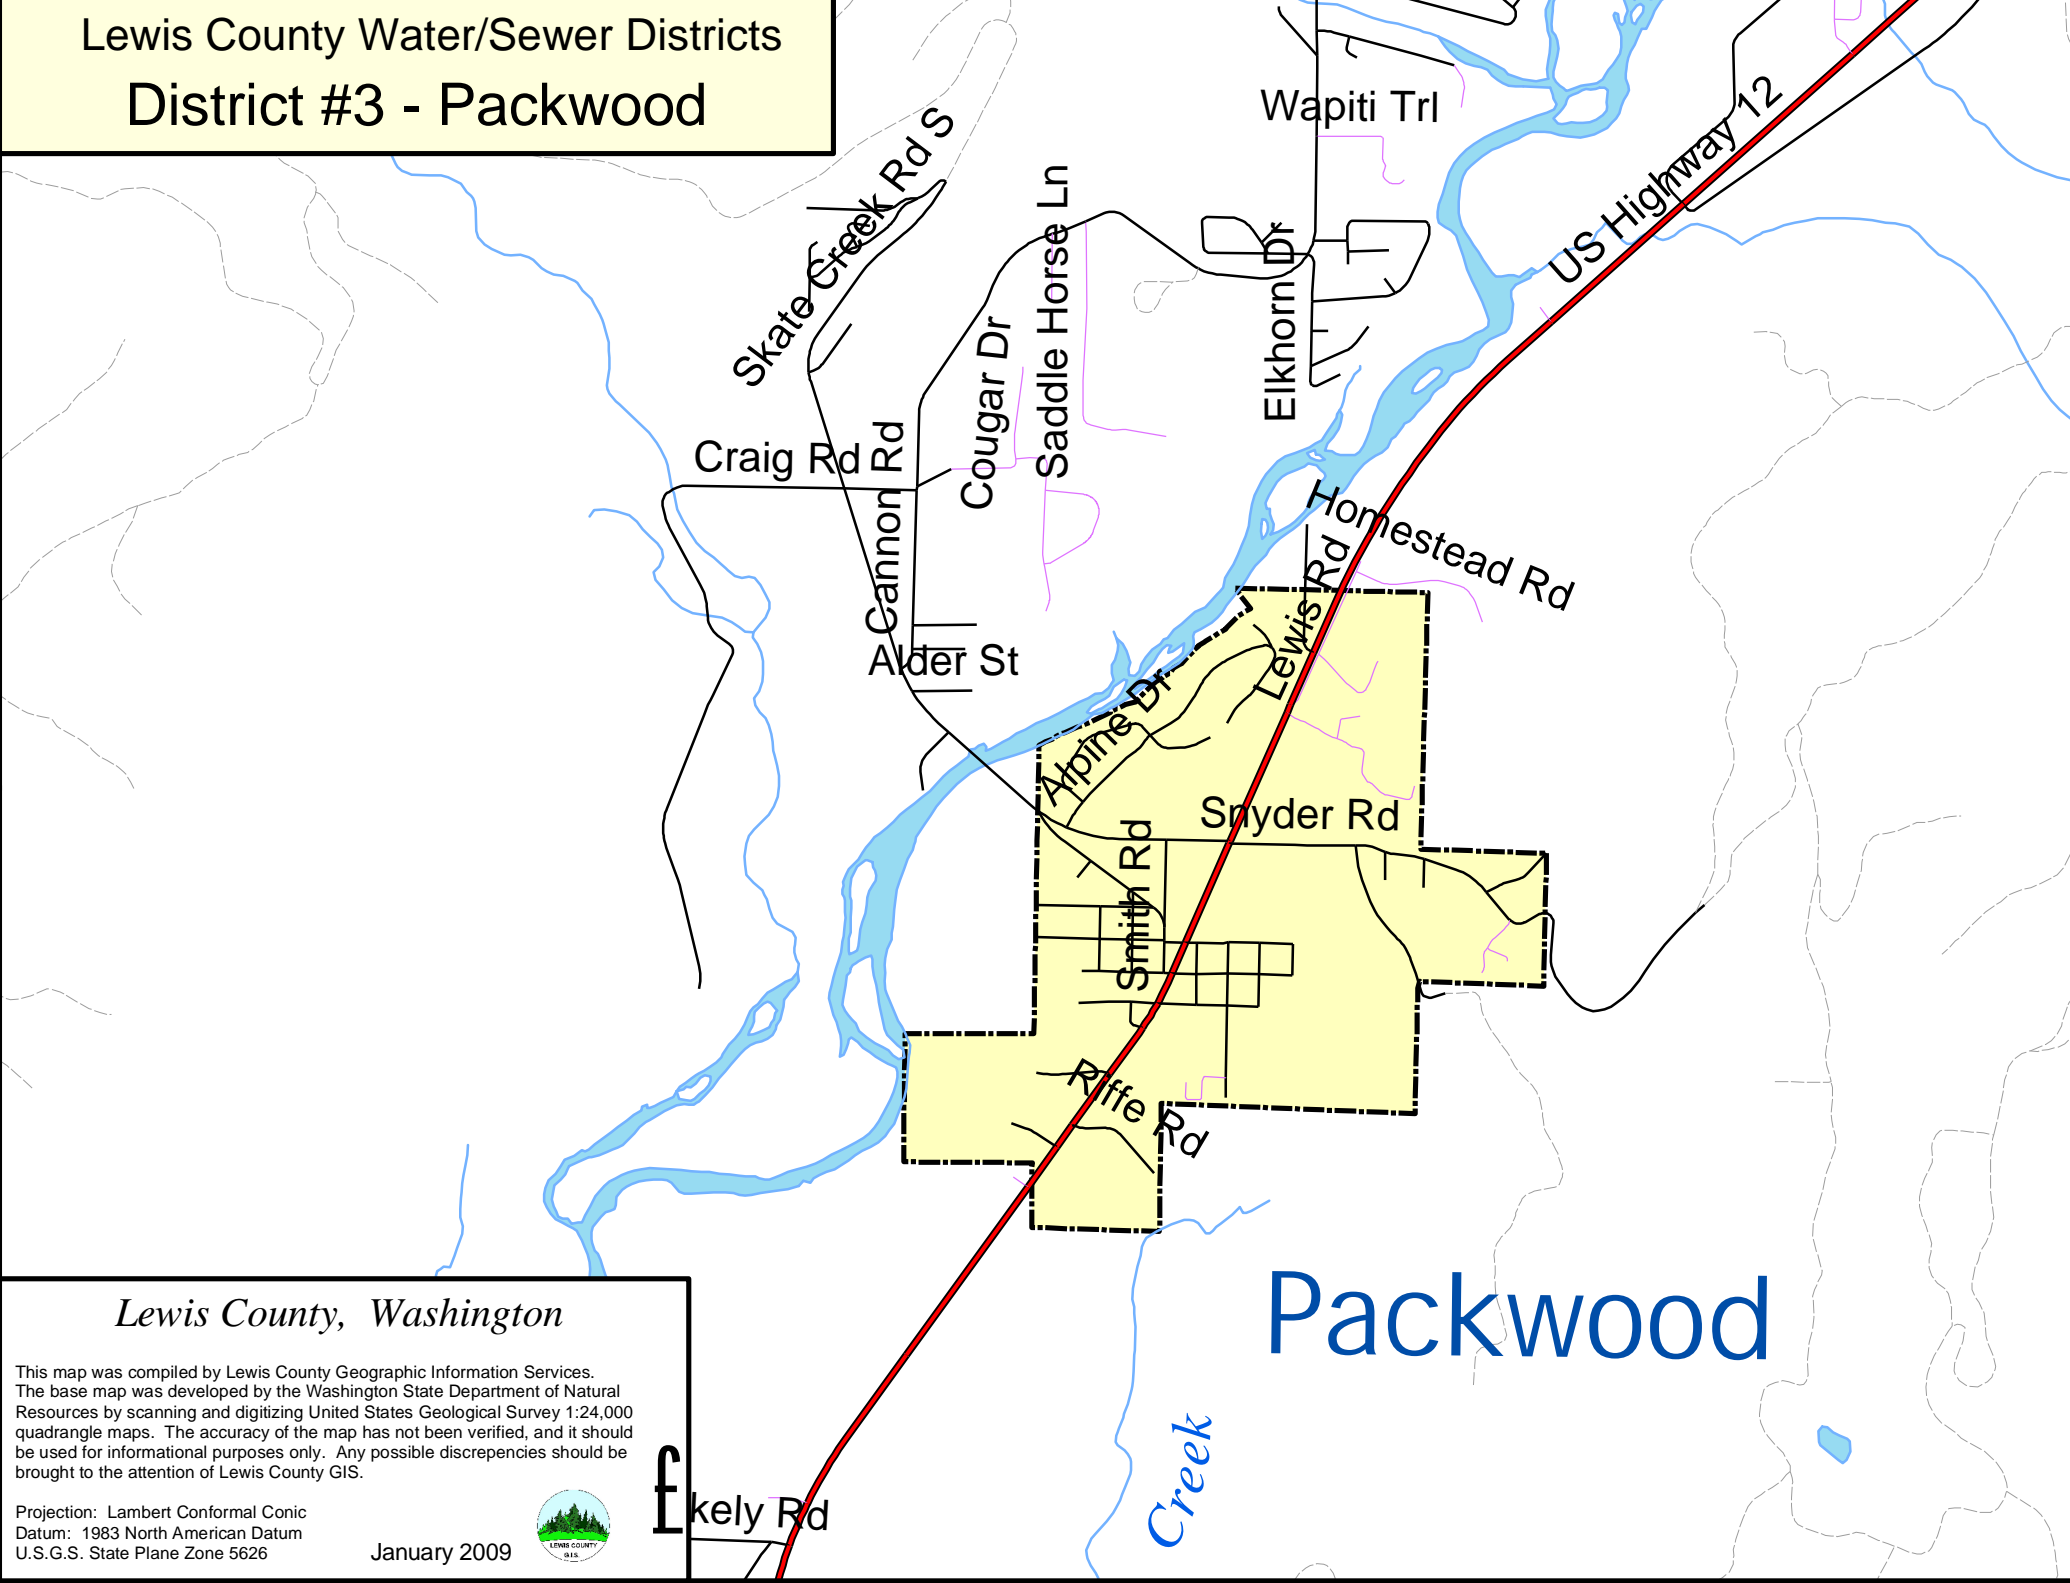 Lewis County Water/Sewer Districts
District #3 - Packwood
Wapiti Trl
US Highway 12
Skate Creek Rd S
Saddle Horse Ln
Elkhorn Dr
Cougar Dr
Craig Rd
Cannon Rd
Homestead Rd
Lewis Rd
Alder St
Alpine Dr
Snyder Rd
Smith Rd
Riffe Rd
Packwood
Creek
Lewis County, Washington
This map was compiled by Lewis County Geographic Information Services.
The base map was developed by the Washington State Department of Natural
Resources by scanning and digitizing United States Geological Survey 1:24,000
quadrangle maps. The accuracy of the map has not been verified, and it should
be used for informational purposes only. Any possible discrepencies should be
brought to the attention of Lewis County GIS.
Projection: Lambert Conformal Conic
Datum: 1983 North American Datum
U.S.G.S. State Plane Zone 5626
January 2009
LEWIS COUNTY
G.I.S.
£
kely Rd